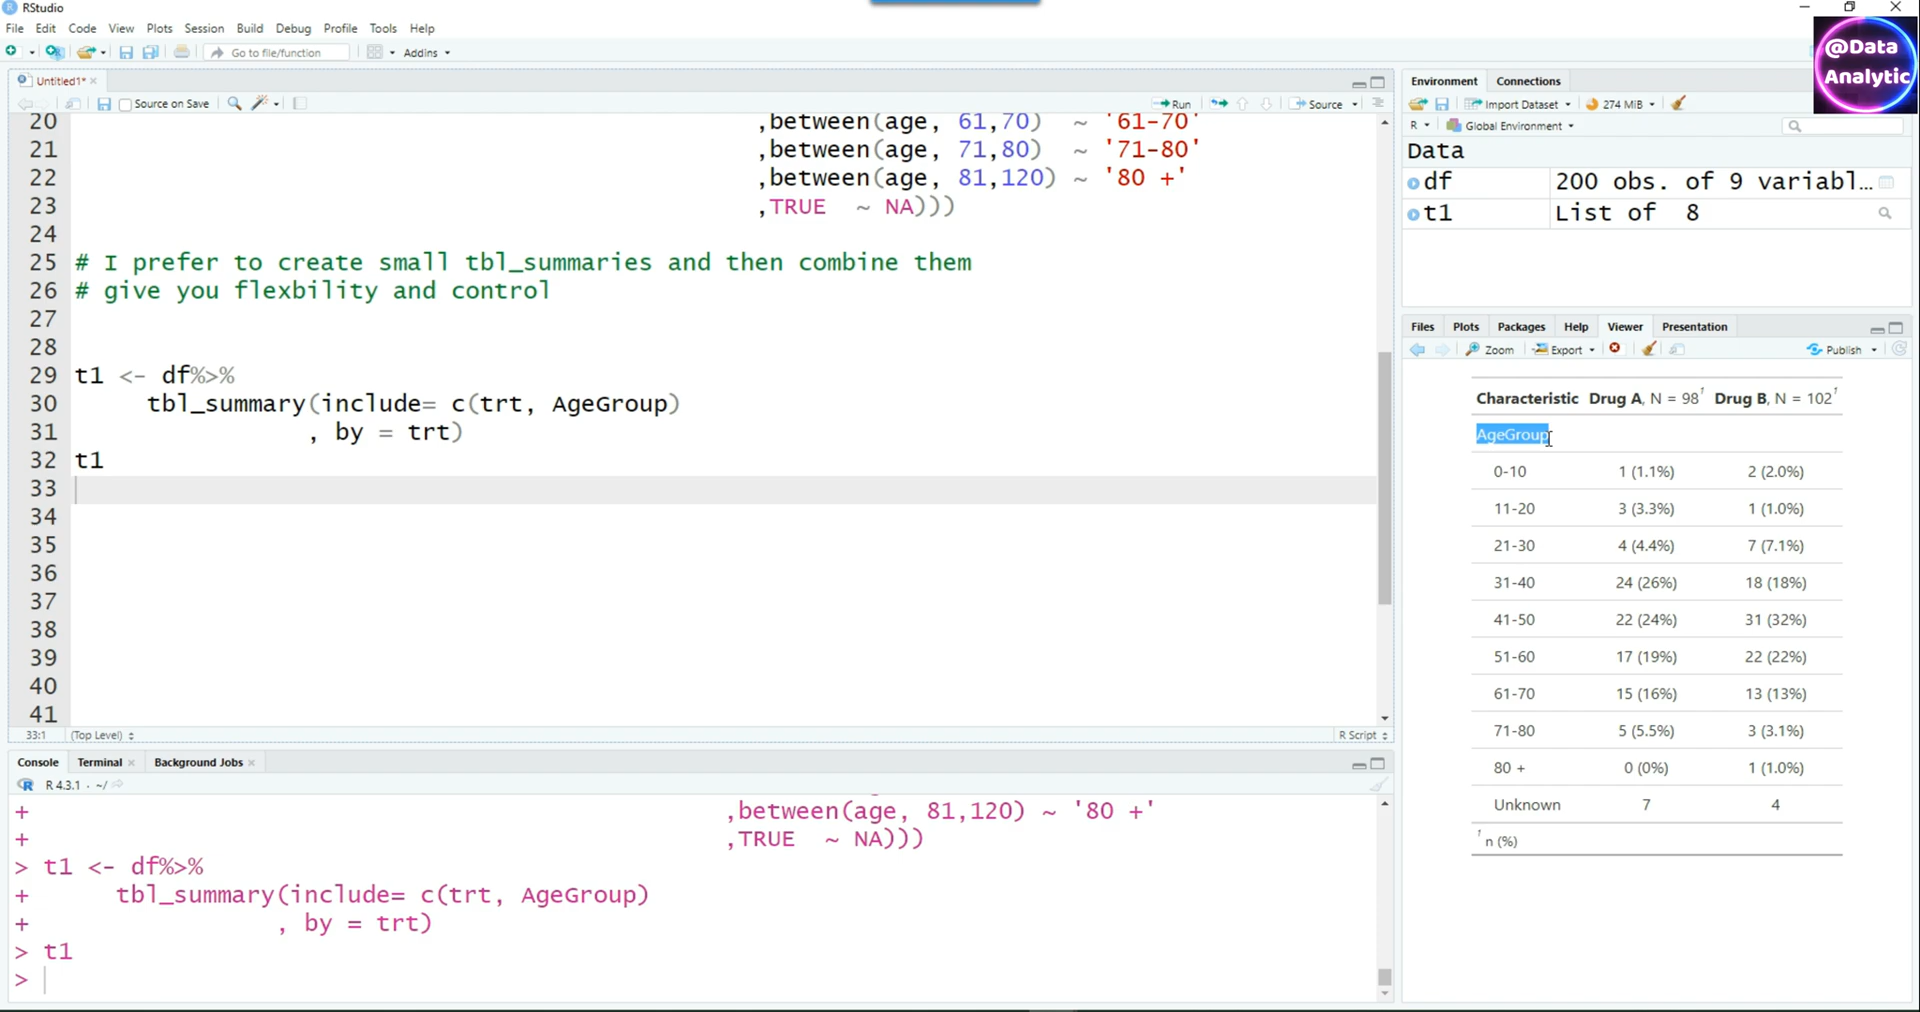 RStudio
File Edit Code View Plots Session Build Debug Profile Tools Help
Go to file/function Addins
@Data
Analytic
Untitled1*
Source on Save Run Source
20 ,between(age, 61,70) ~ '61-70'
21 ,between(age, 71,80) ~ '71-80'
22 ,between(age, 81,120) ~ '80 +'
23 ,TRUE ~ NA)))
24
25 # I prefer to create small tbl_summaries and then combine them
26 # give you flexbility and control
27
28
29 t1 <- df%>%
30 tbl_summary(include= c(trt, AgeGroup)
31 , by = trt)
32 t1
33
34
35
36
37
38
39
40
41
33:1 (Top Level) R Script
Console Terminal Background Jobs
R 4.3.1 · ~/
+ ,between(age, 81,120) ~ '80 +'
+ ,TRUE ~ NA)))
> t1 <- df%>%
+ tbl_summary(include= c(trt, AgeGroup)
+ , by = trt)
> t1
>
Environment Connections
Import Dataset 274 MiB
R Global Environment
Data
df 200 obs. of 9 variabl...
t1 List of 8
Files Plots Packages Help Viewer Presentation
Zoom Export Publish
Characteristic Drug A, N = 98¹ Drug B, N = 102¹
AgeGroup
0-10 1 (1.1%) 2 (2.0%)
11-20 3 (3.3%) 1 (1.0%)
21-30 4 (4.4%) 7 (7.1%)
31-40 24 (26%) 18 (18%)
41-50 22 (24%) 31 (32%)
51-60 17 (19%) 22 (22%)
61-70 15 (16%) 13 (13%)
71-80 5 (5.5%) 3 (3.1%)
80 + 0 (0%) 1 (1.0%)
Unknown 7 4
¹ n (%)